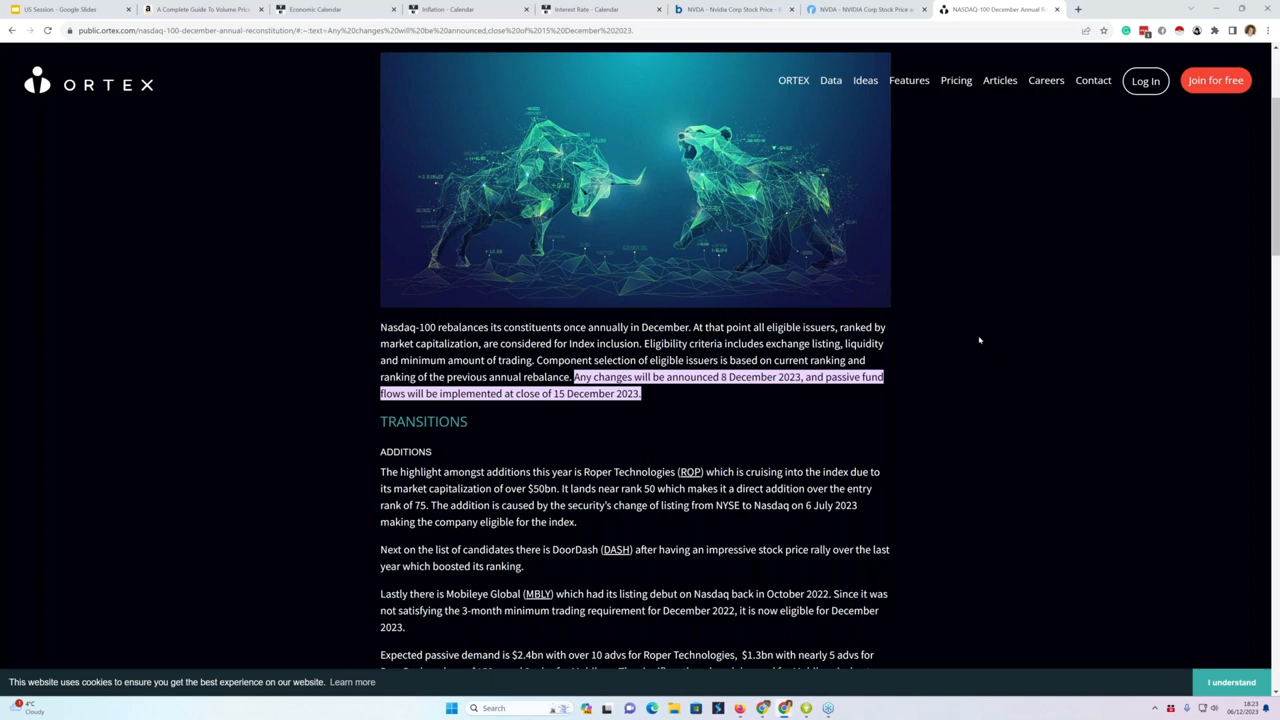 US Session - Google Slides
A Complete Guide To Volume Pric
Economic Calendar
Inflation - Calendar
Interest Rate - Calendar
NVDA - Nvidia Corp Stock Price - B
NVDA - NVIDIA Corp Stock Price a
NASDAQ-100 December Annual Re
public.ortex.com/nasdaq-100-december-annual-reconstitution/#:~:text=Any%20changes%20will%20be%20announced,close%20of%2015%20December%202023.
ORTEX
ORTEX Data Ideas Features Pricing Articles Careers Contact Log In Join for free
Nasdaq-100 rebalances its constituents once annually in December. At that point all eligible issuers, ranked by
market capitalization, are considered for Index inclusion. Eligibility criteria includes exchange listing, liquidity
and minimum amount of trading. Component selection of eligible issuers is based on current ranking and
ranking of the previous annual rebalance. Any changes will be announced 8 December 2023, and passive fund
flows will be implemented at close of 15 December 2023.
TRANSITIONS
ADDITIONS
The highlight amongst additions this year is Roper Technologies (ROP) which is cruising into the index due to
its market capitalization of over $50bn. It lands near rank 50 which makes it a direct addition over the entry
rank of 75. The addition is caused by the security's change of listing from NYSE to Nasdaq on 6 July 2023
making the company eligible for the index.
Next on the list of candidates there is DoorDash (DASH) after having an impressive stock price rally over the last
year which boosted its ranking.
Lastly there is Mobileye Global (MBLY) which had its listing debut on Nasdaq back in October 2022. Since it was
not satisfying the 3-month minimum trading requirement for December 2022, it is now eligible for December
2023.
Expected passive demand is $2.4bn with over 10 advs for Roper Technologies, $1.3bn with nearly 5 advs for
This website uses cookies to ensure you get the best experience on our website. Learn more
I understand
4°C
Cloudy
Search
18:23
06/12/2023